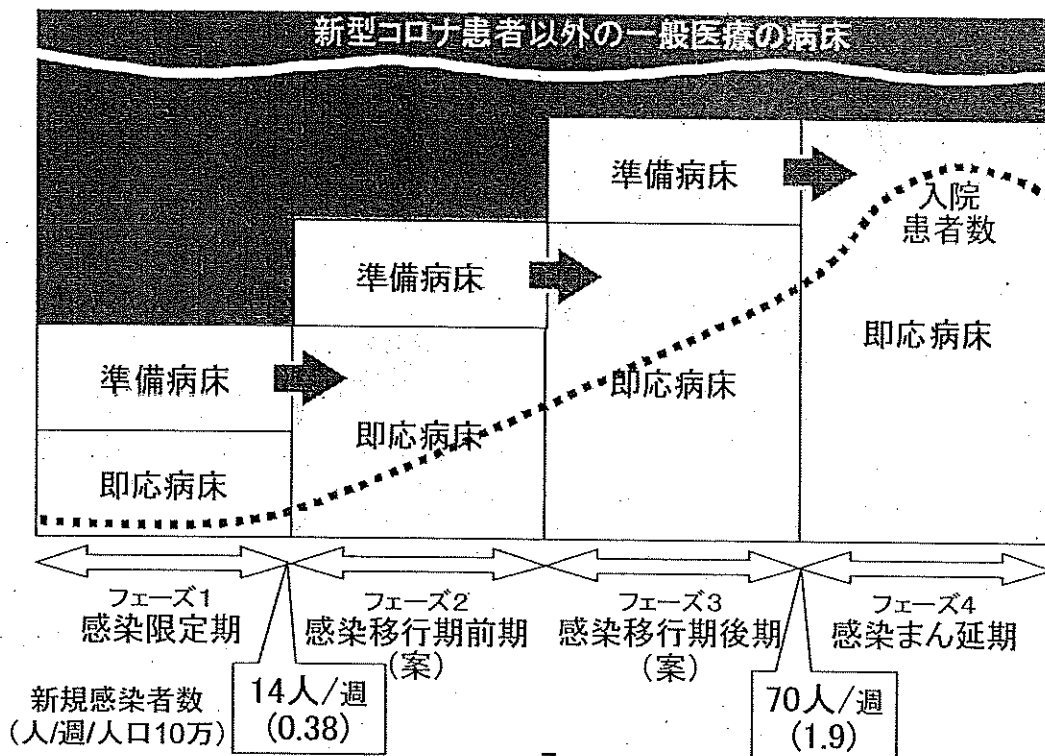 新型コロナ患者以外の一般医療の病床
準備病床
入院
患者数
準備病床
即応病床
準備病床
即応病床
即応病床
即応病床
フェーズ1
感染限定期
フェーズ2
感染移行期前期
(案)
フェーズ3
感染移行期後期
(案)
フェーズ4
感染まん延期
新規感染者数
(人/週/人口10万)
14人/週
(0.38)
70人/週
(1.9)